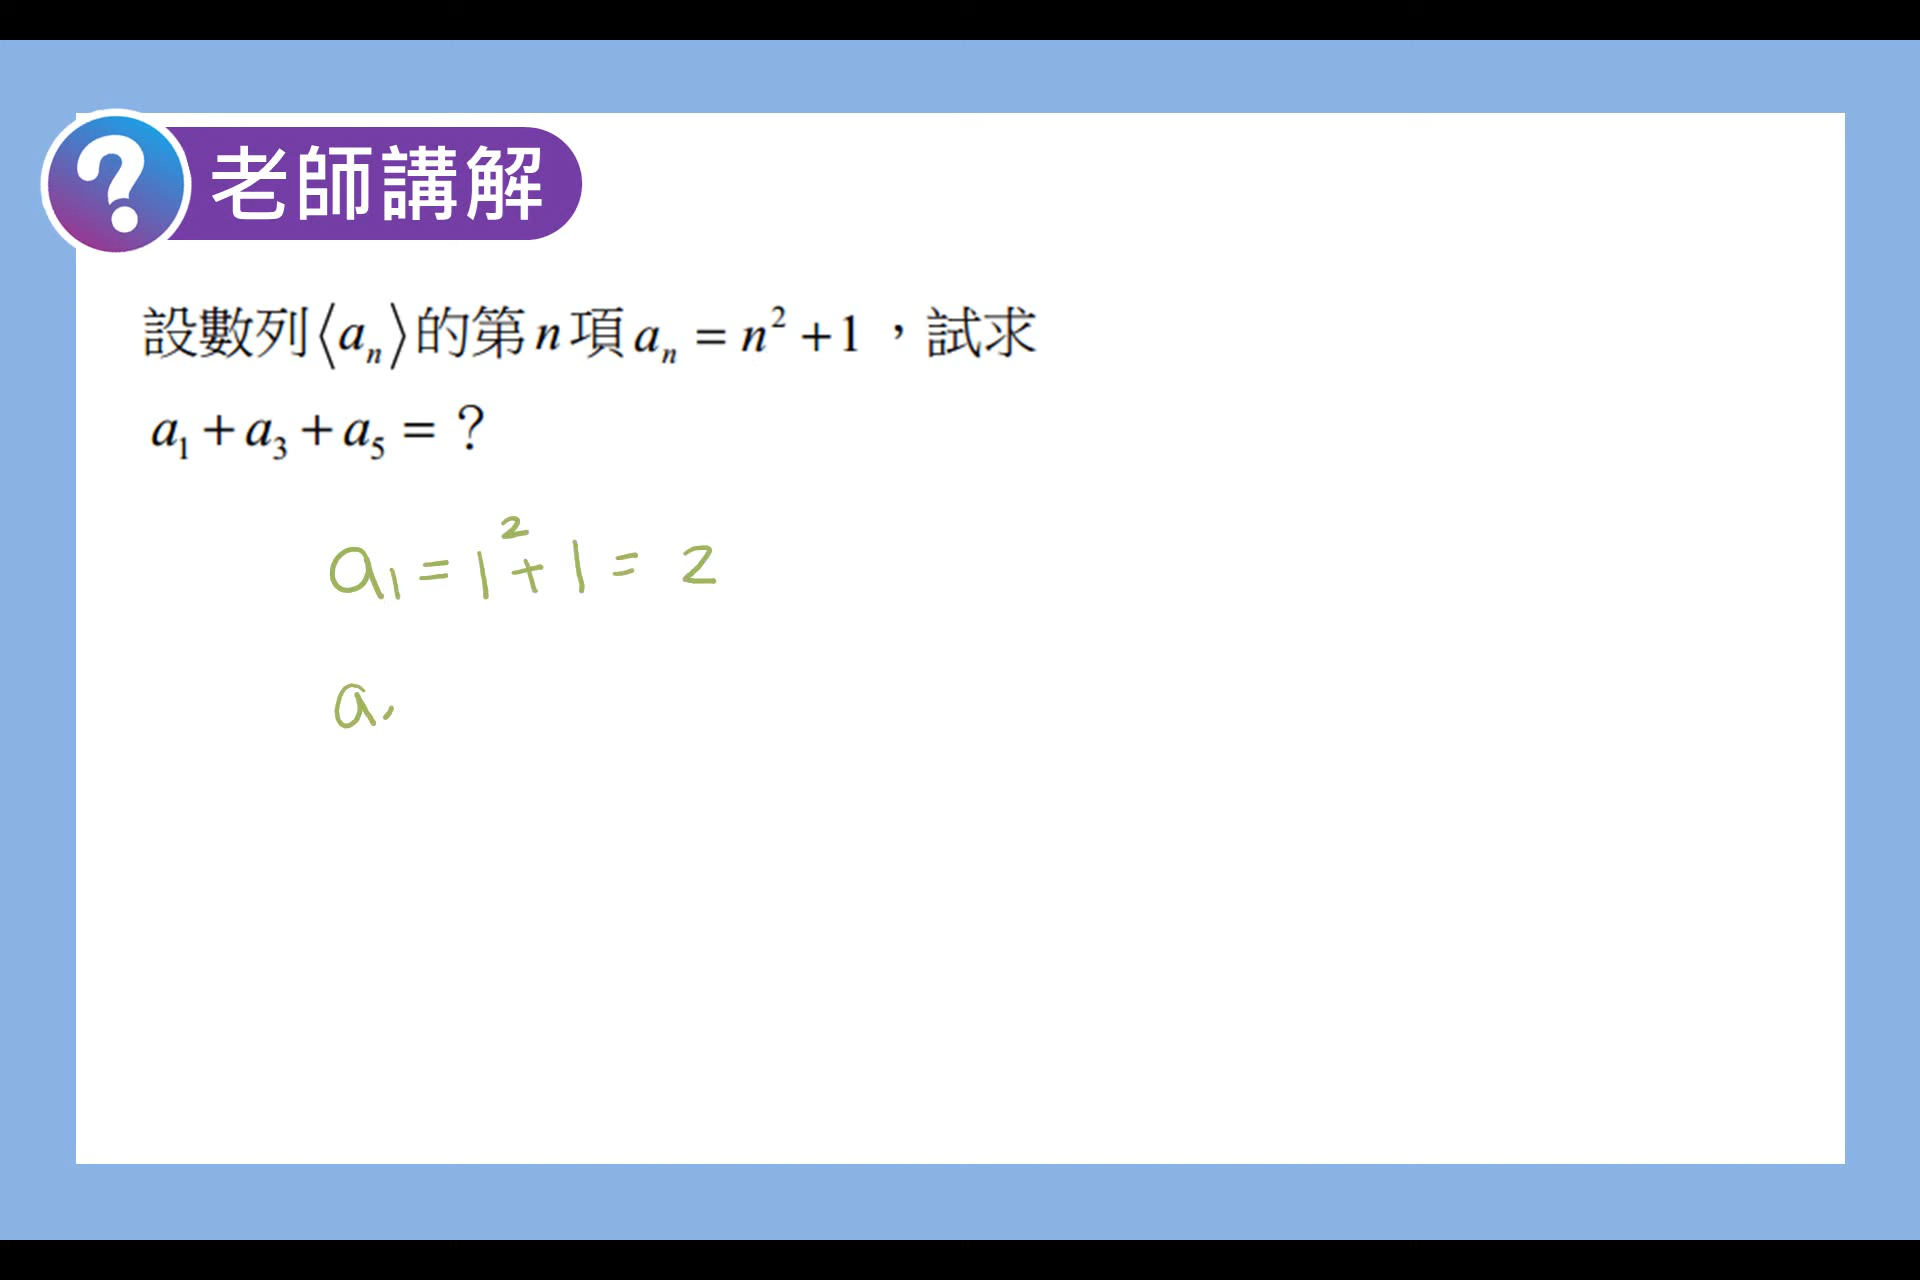 ?老師講解
設數列⟨aₙ⟩的第n項aₙ = n² + 1，試求
a₁ + a₃ + a₅ = ?
a₁ = 1² + 1 = 2
a